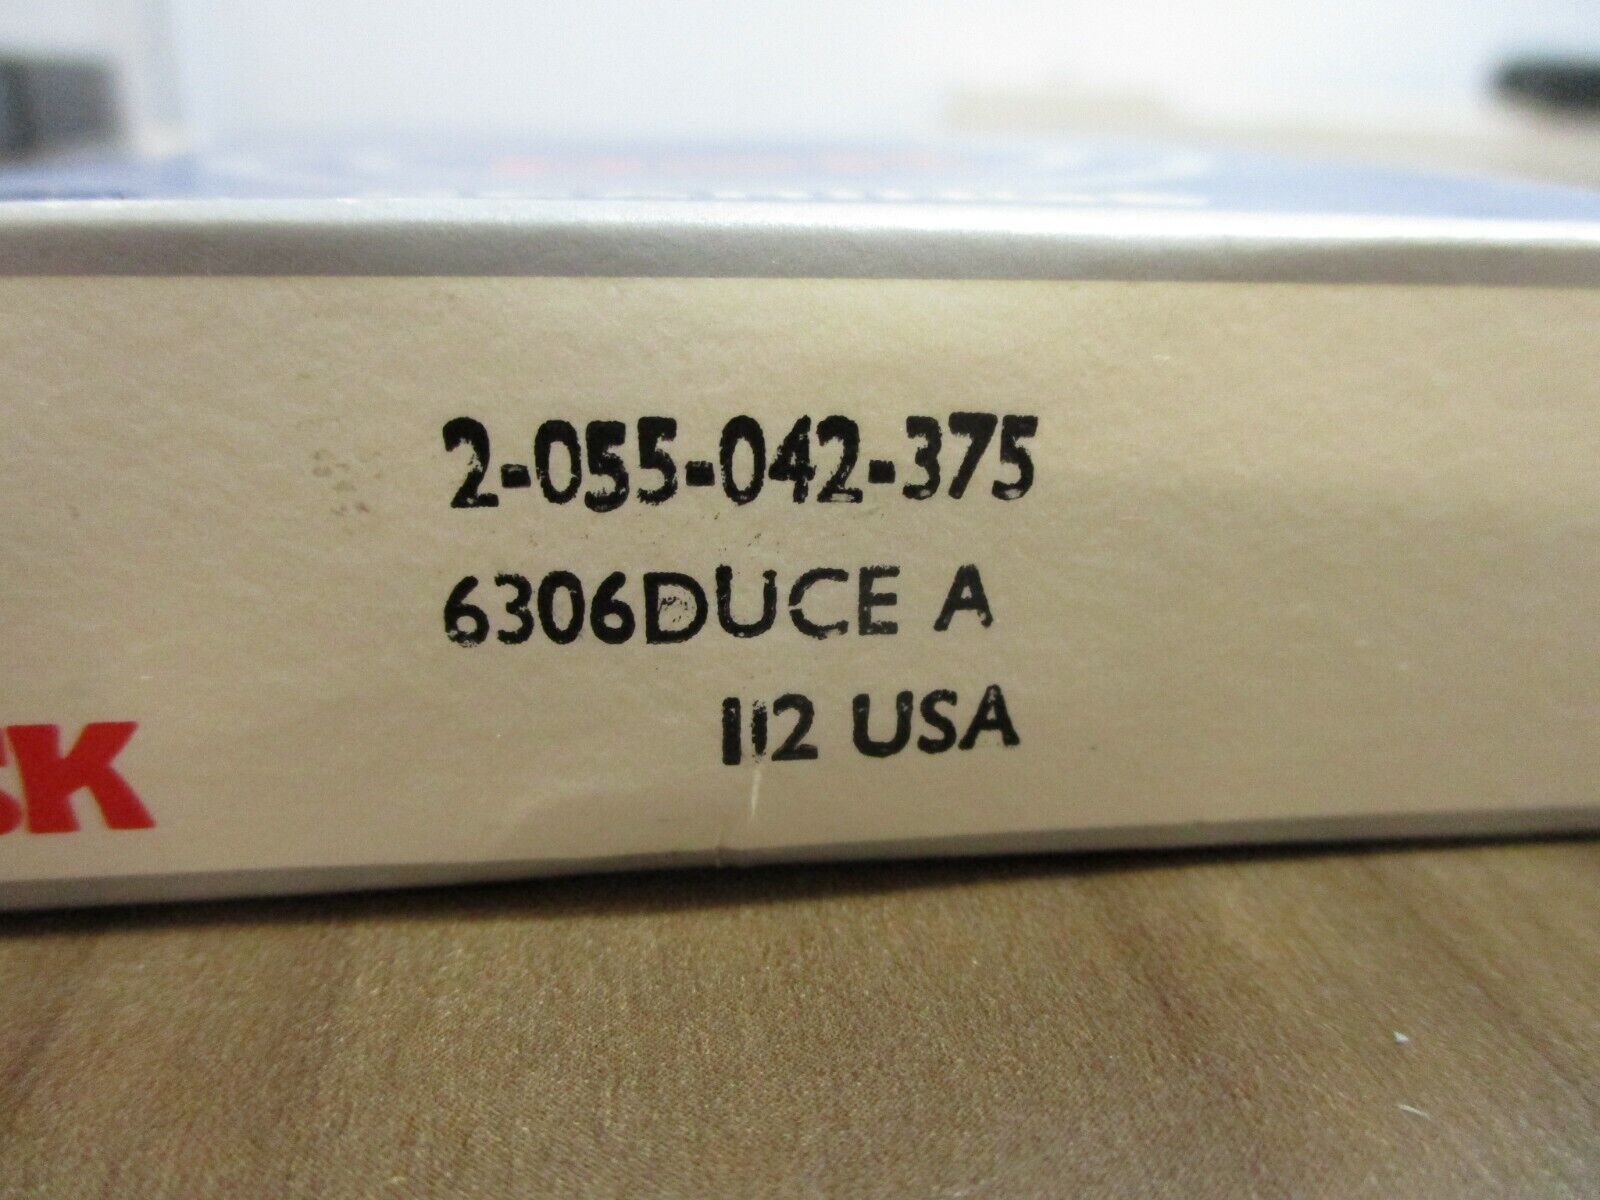 2-055-042-375
6306DUCE A
112 USA
SK